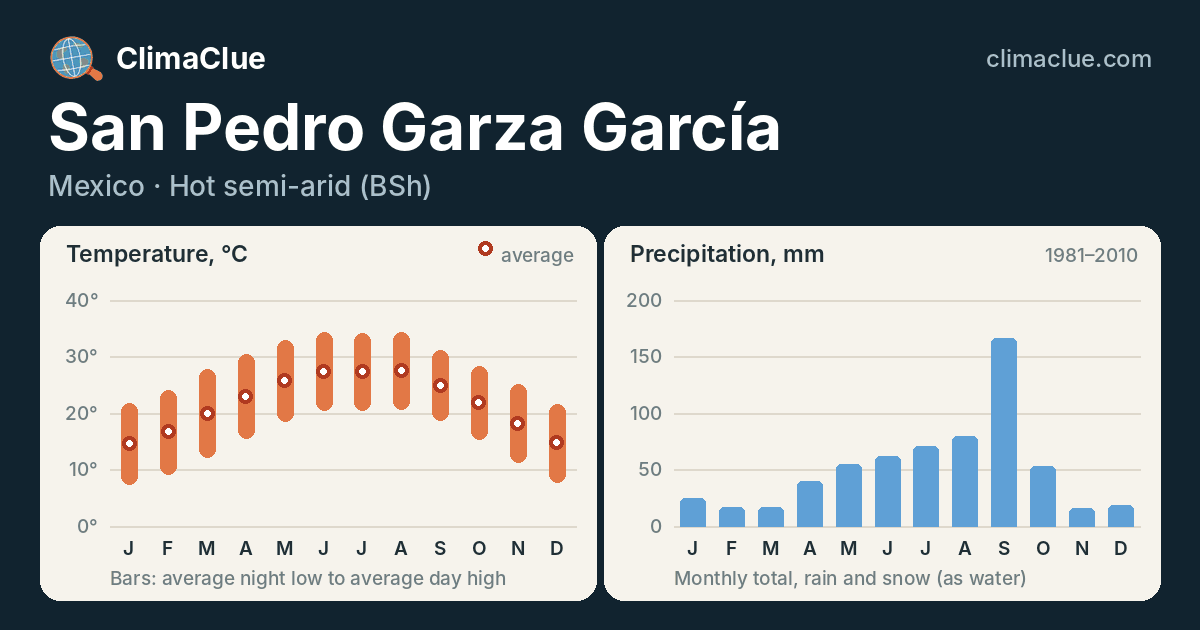 ClimaClue
climaclue.com
San Pedro Garza García
Mexico · Hot semi-arid (BSh)
Temperature, °C
average
40°
30°
20°
10°
0°
J F M A M J J A S O N D
Bars: average night low to average day high
Precipitation, mm
1981–2010
200
150
100
50
0
J F M A M J J A S O N D
Monthly total, rain and snow (as water)